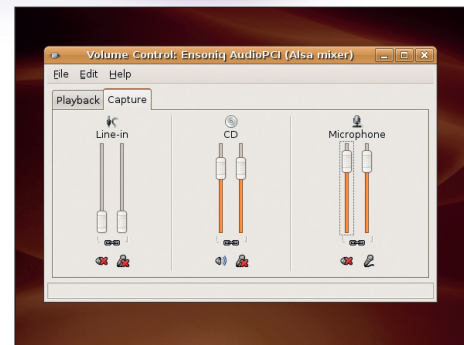 Volume Control: Ensoniq AudioPCI (Alsa mixer)
File Edit Help
Playback Capture
Line-in CD Microphone